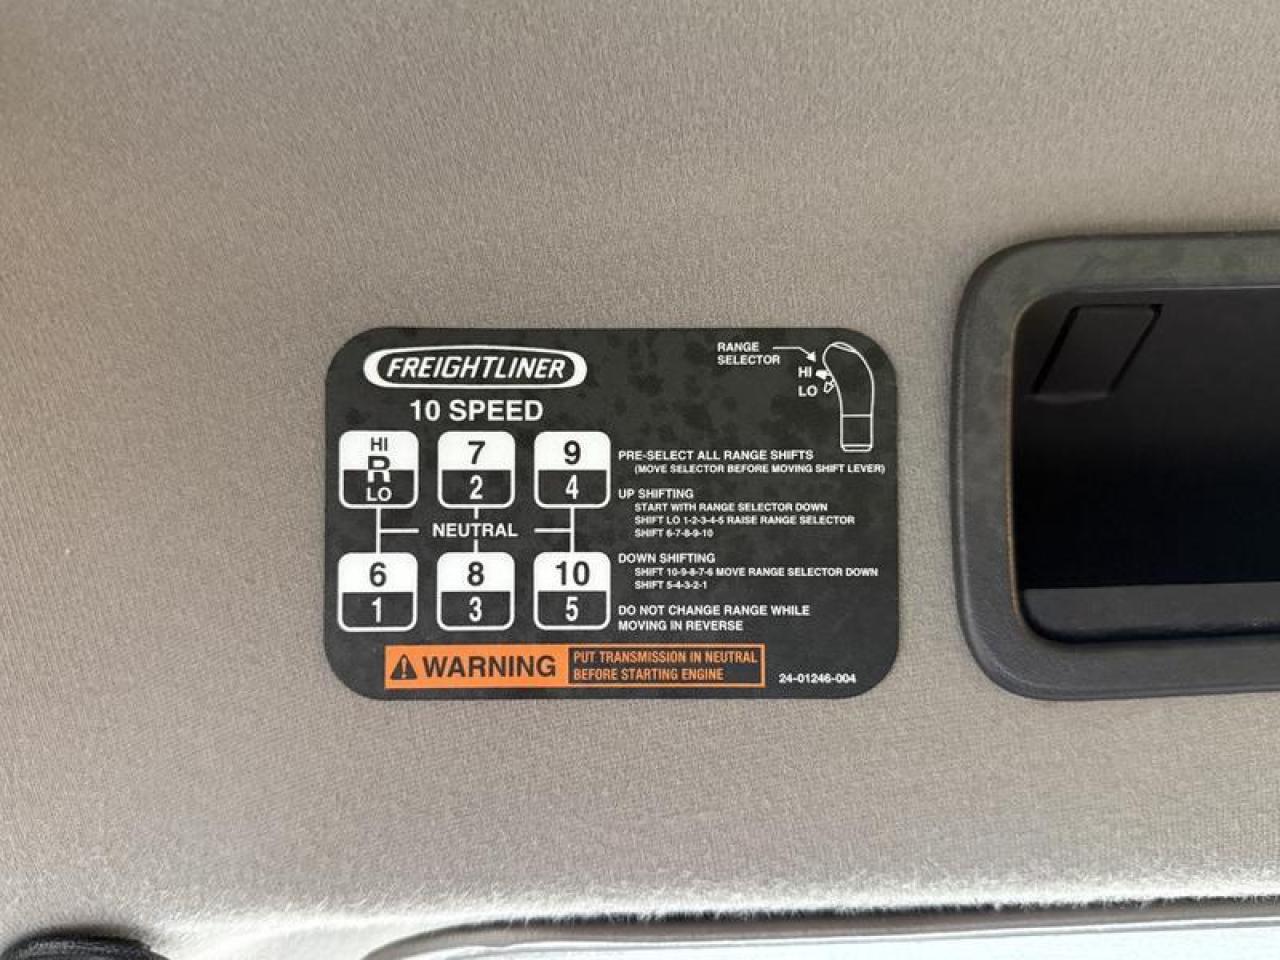 FREIGHTLINER
10 SPEED
RANGE
SELECTOR
HI
LO
HI
R
LO
7
2
9
4
NEUTRAL
6
1
8
3
10
5
PRE-SELECT ALL RANGE SHIFTS
(MOVE SELECTOR BEFORE MOVING SHIFT LEVER)
UP SHIFTING
START WITH RANGE SELECTOR DOWN
SHIFT LO 1-2-3-4-5 RAISE RANGE SELECTOR
SHIFT 6-7-8-9-10
DOWN SHIFTING
SHIFT 10-9-8-7-6 MOVE RANGE SELECTOR DOWN
SHIFT 5-4-3-2-1
DO NOT CHANGE RANGE WHILE
MOVING IN REVERSE
WARNING
PUT TRANSMISSION IN NEUTRAL
BEFORE STARTING ENGINE
24-01246-004